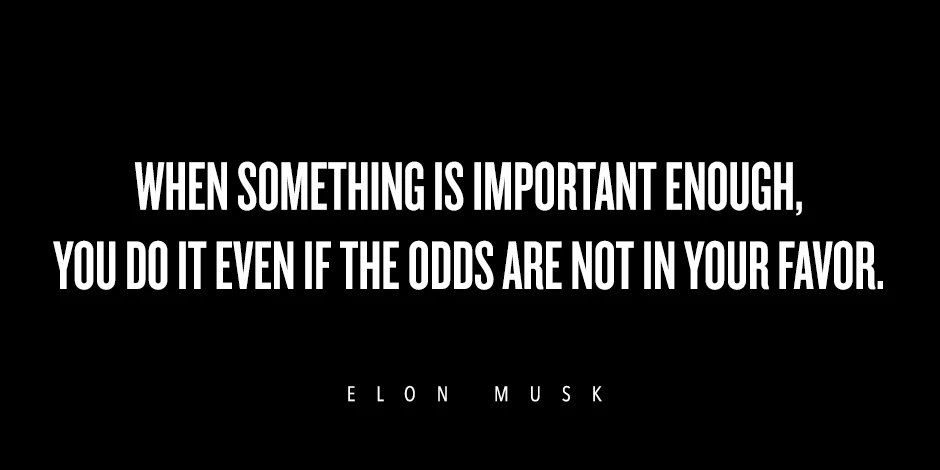 WHEN SOMETHING IS IMPORTANT ENOUGH,
YOU DO IT EVEN IF THE ODDS ARE NOT IN YOUR FAVOR.
ELON MUSK